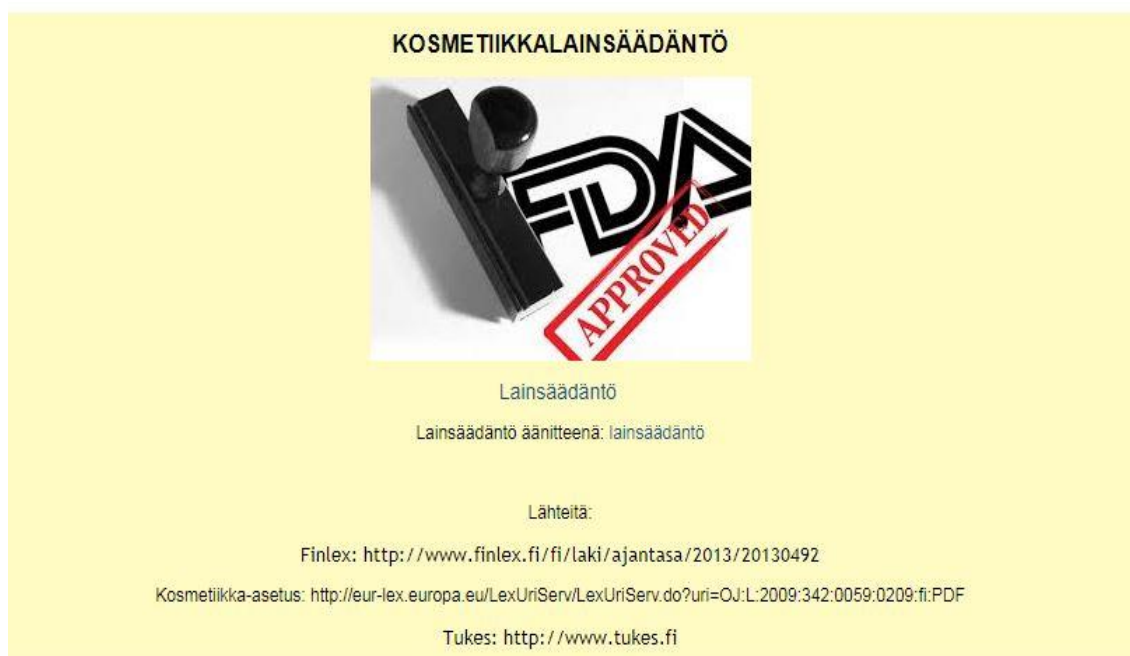 KOSMETIIKKALAINSÄÄDÄNTÖ
FDA
APPROVED
Lainsäädäntö
Lainsäädäntö äänitteenä: lainsäädäntö
Lähteitä:
Finlex: http://www.finlex.fi/fi/laki/ajantasa/2013/20130492
Kosmetiikka-asetus: http://eur-lex.europa.eu/LexUriServ/LexUriServ.do?uri=OJ:L:2009:342:0059:0209:fi:PDF
Tukes: http://www.tukes.fi